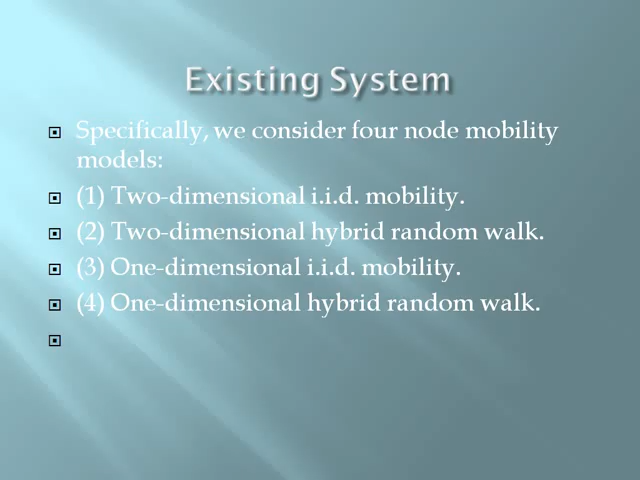 Existing System
Specifically, we consider four node mobility
models:
(1) Two-dimensional i.i.d. mobility.
(2) Two-dimensional hybrid random walk.
(3) One-dimensional i.i.d. mobility.
(4) One-dimensional hybrid random walk.